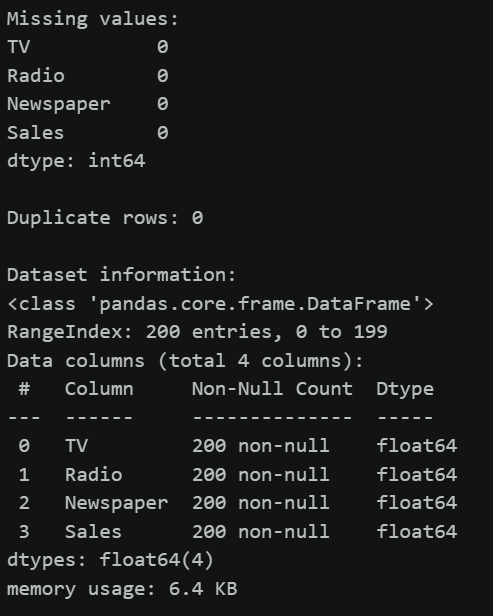 Missing values:
TV           0
Radio        0
Newspaper    0
Sales        0
dtype: int64

Duplicate rows: 0

Dataset information:
<class 'pandas.core.frame.DataFrame'>
RangeIndex: 200 entries, 0 to 199
Data columns (total 4 columns):
 #   Column     Non-Null Count  Dtype
---  ------     --------------  -----
 0   TV         200 non-null    float64
 1   Radio      200 non-null    float64
 2   Newspaper  200 non-null    float64
 3   Sales      200 non-null    float64
dtypes: float64(4)
memory usage: 6.4 KB